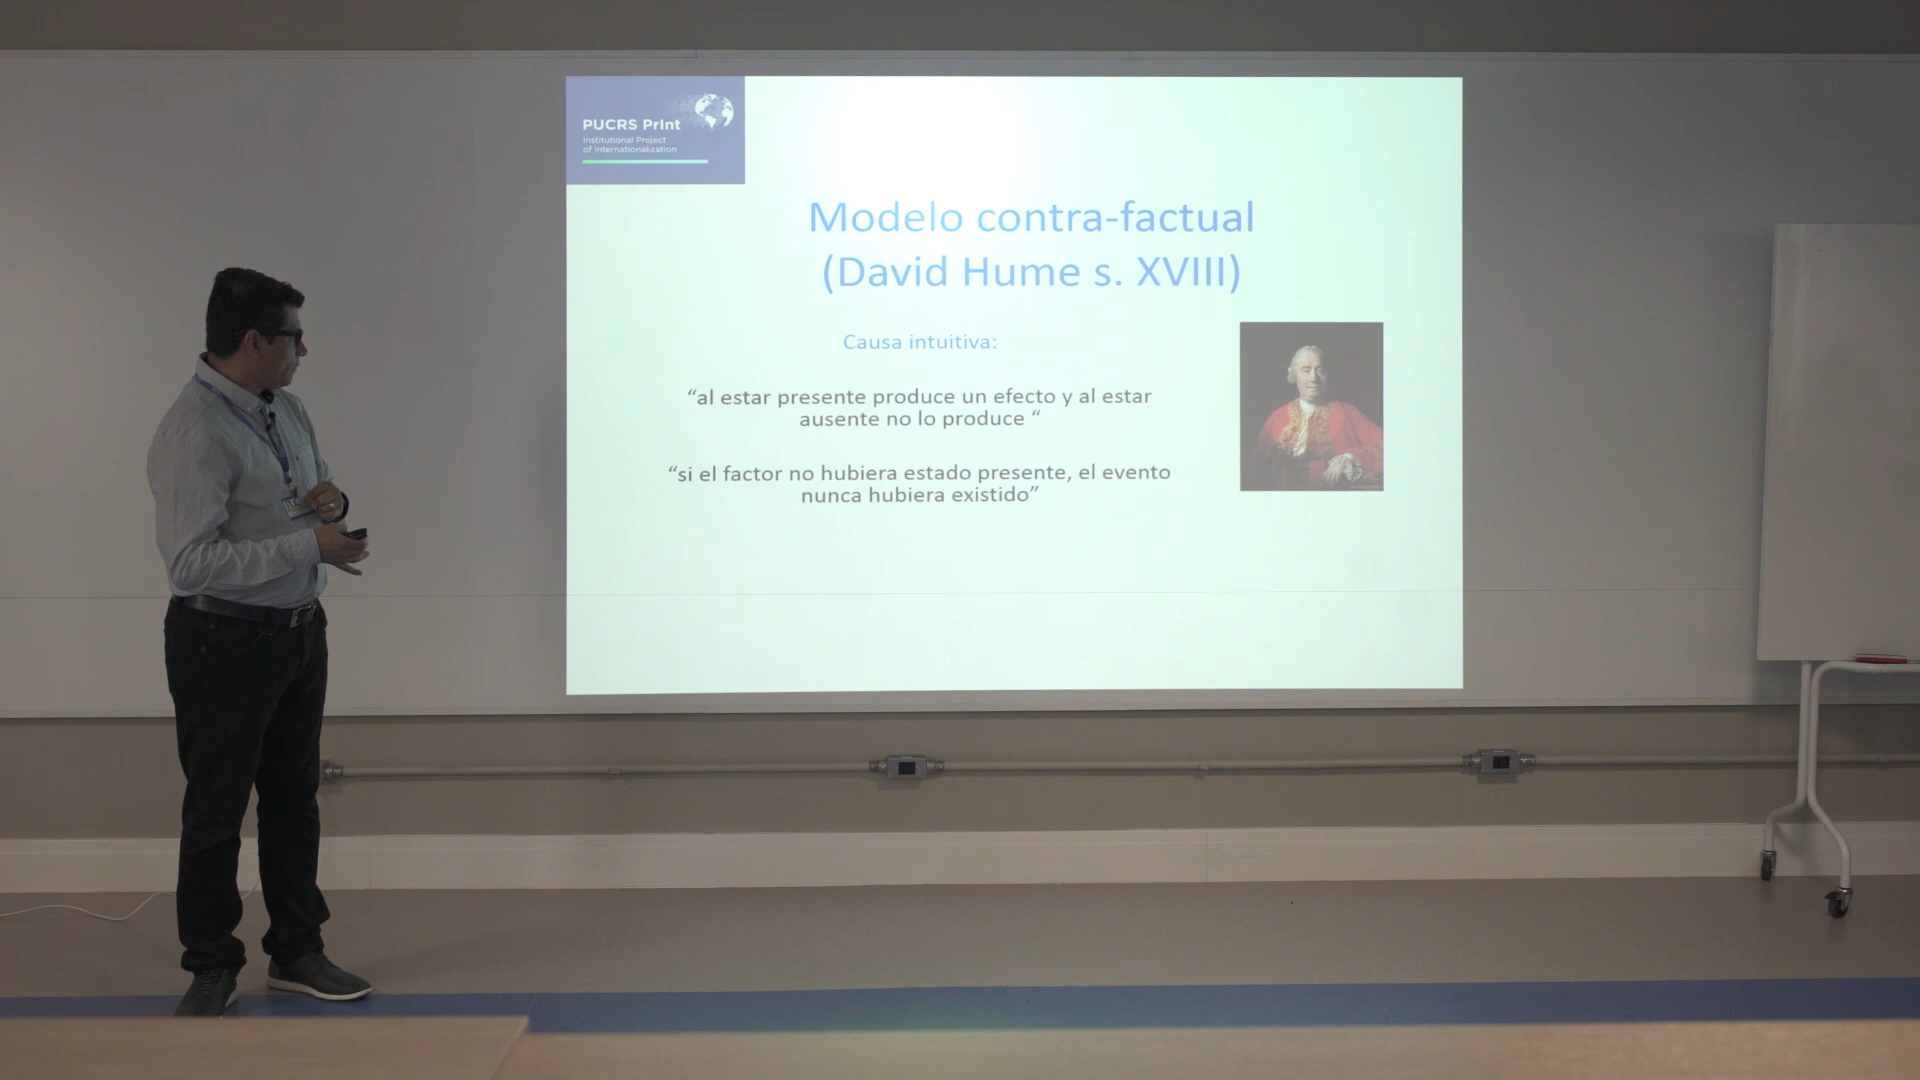 PUCRS PrInt
Institutional Project
of Internationalization
Modelo contra-factual
(David Hume s. XVIII)
Causa intuitiva:
“al estar presente produce un efecto y al estar
ausente no lo produce “
“si el factor no hubiera estado presente, el evento
nunca hubiera existido”